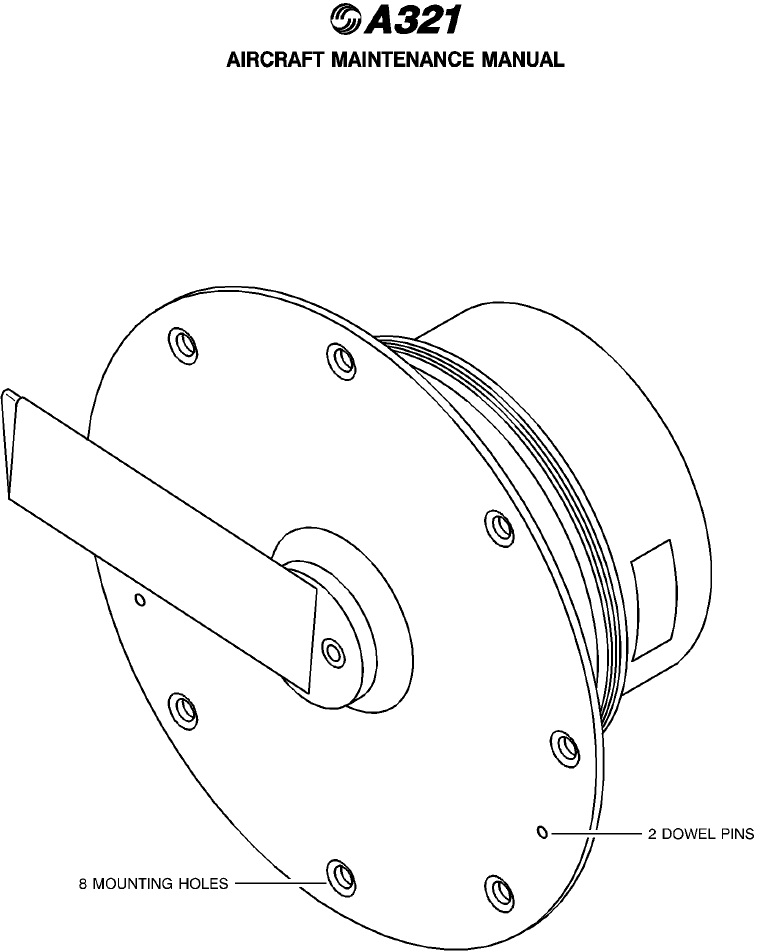 A321
AIRCRAFT MAINTENANCE MANUAL
2 DOWEL PINS
8 MOUNTING HOLES